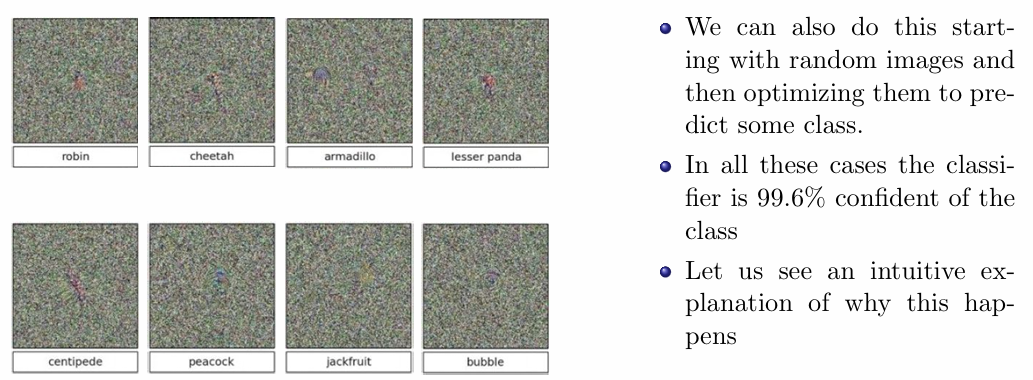 robin
cheetah
armadillo
lesser panda
centipede
peacock
jackfruit
bubble
We can also do this start-
ing with random images and
then optimizing them to pre-
dict some class.
In all these cases the classi-
fier is 99.6% confident of the
class
Let us see an intuitive ex-
planation of why this hap-
pens